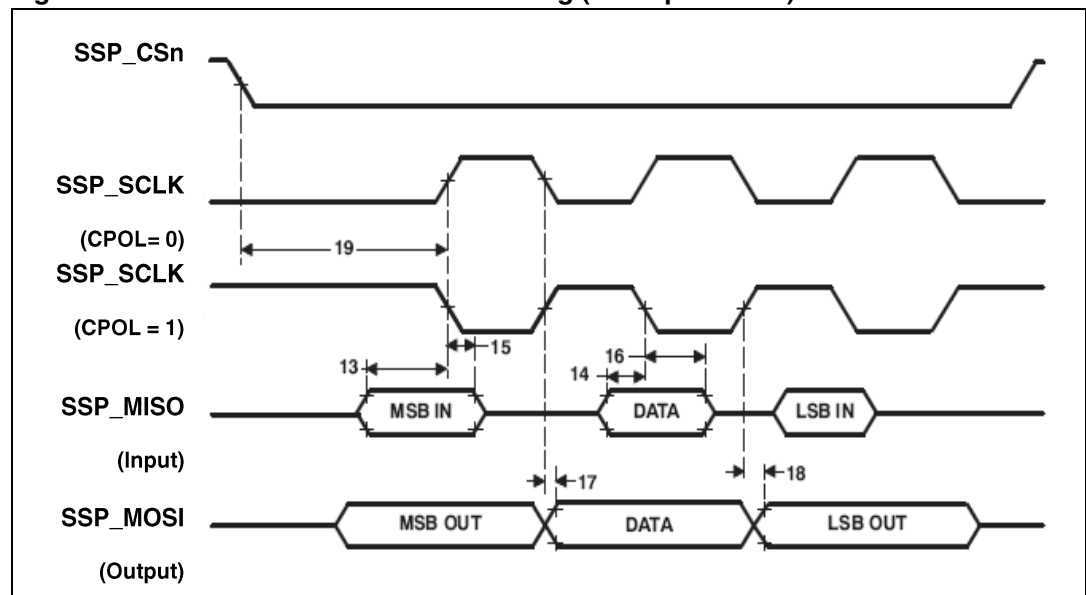 SSP_CSn
SSP_SCLK
(CPOL= 0)
19
SSP_SCLK
(CPOL = 1)
15
13
16
14
SSP_MISO
MSB IN
DATA
LSB IN
(Input)
17
18
SSP_MOSI
MSB OUT
DATA
LSB OUT
(Output)